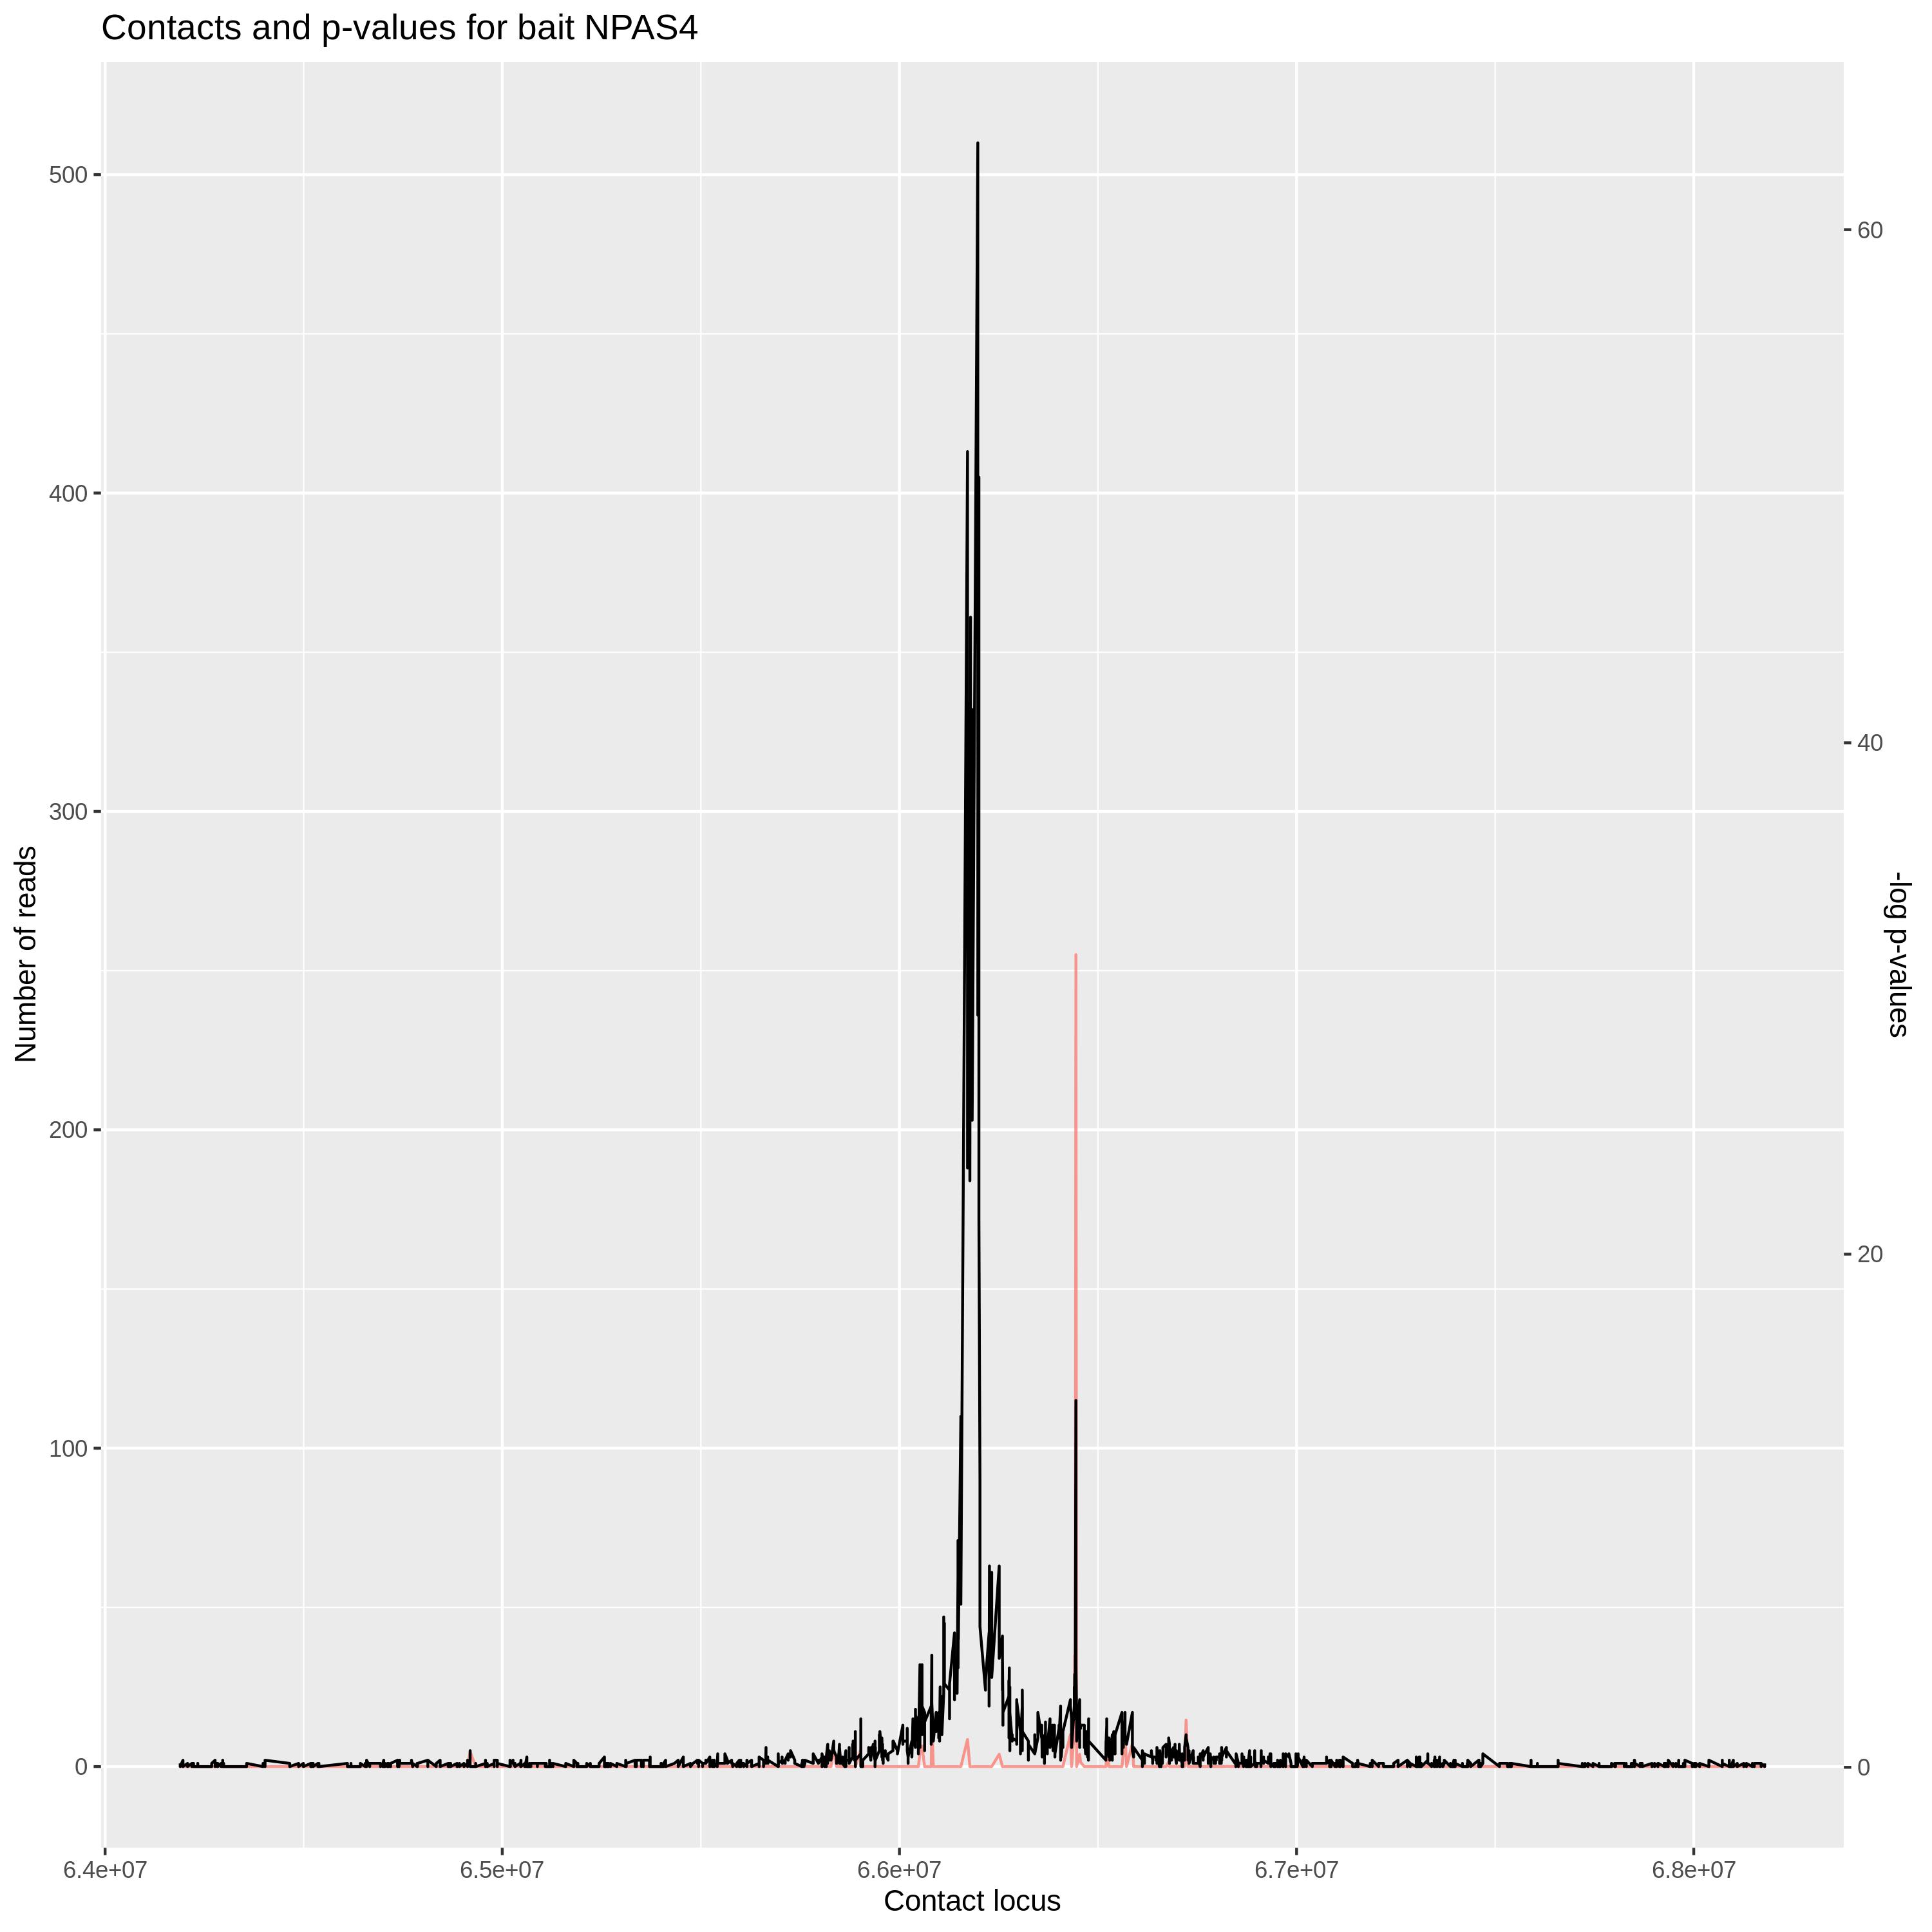 Contacts and p-values for bait NPAS4
500
400
300
200
100
0
Number of reads
60
40
20
0
-log p-values
6.4e+07 6.5e+07 6.6e+07 6.7e+07 6.8e+07
Contact locus